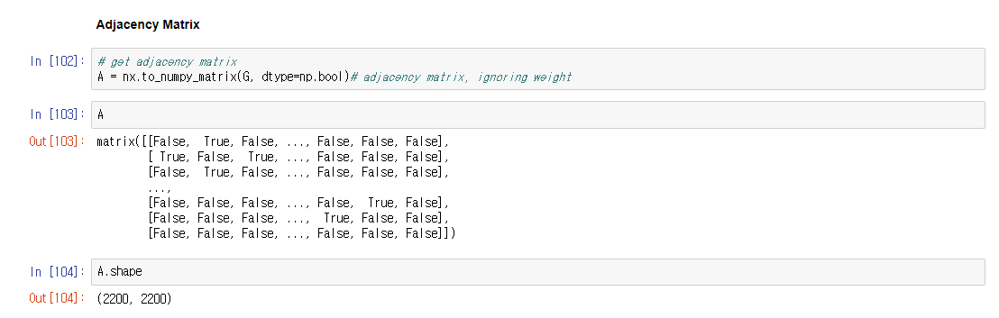 Adjacency Matrix
In [102]: # get adjacency matrix
A = nx.to_numpy_matrix(G, dtype=np.bool)# adjacency matrix, ignoring weight
In [103]: A
Out[103]: matrix([[False,  True, False, ..., False, False, False],
[ True, False,  True, ..., False, False, False],
[False,  True, False, ..., False, False, False],
...,
[False, False, False, ..., False,  True, False],
[False, False, False, ...,  True, False, False],
[False, False, False, ..., False, False, False]])
In [104]: A.shape
Out[104]: (2200, 2200)